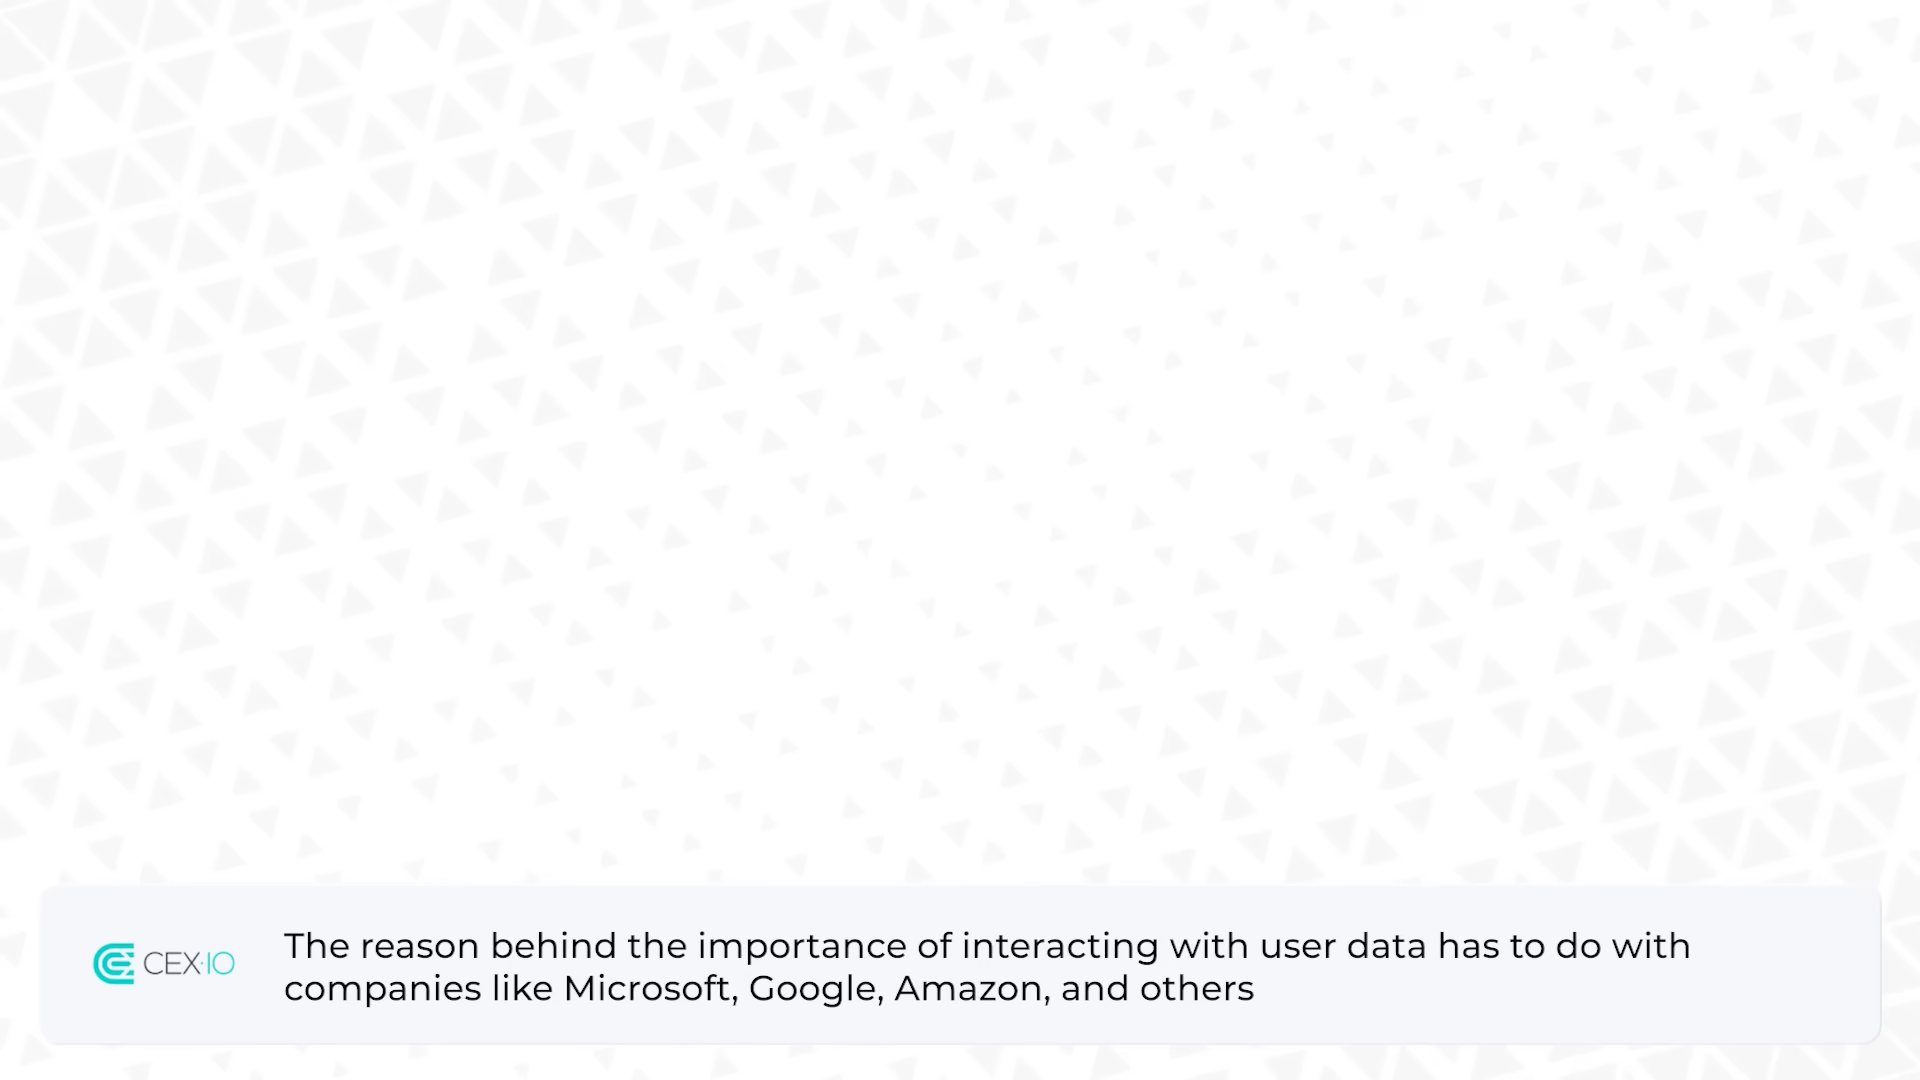 CEX·IO
The reason behind the importance of interacting with user data has to do with
companies like Microsoft, Google, Amazon, and others